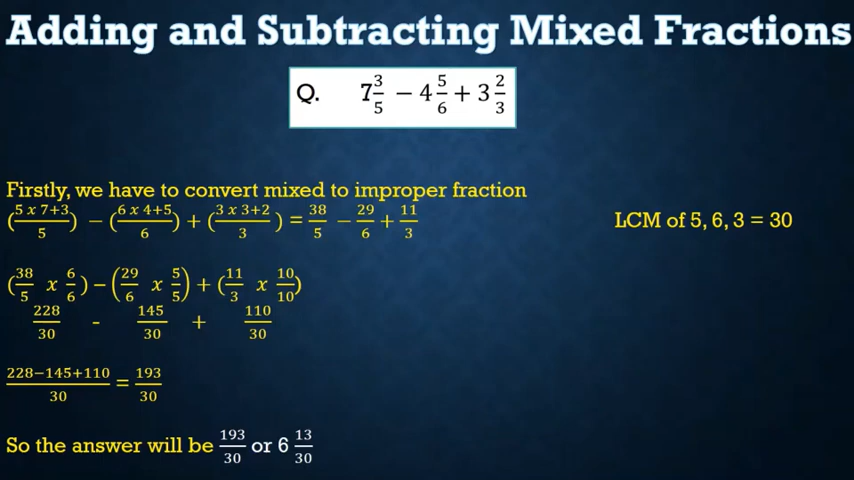 Adding and Subtracting Mixed Fractions
Q. 7 3/5 − 4 5/6 + 3 2/3
Firstly, we have to convert mixed to improper fraction
(5 x 7+3/5) − (6 x 4+5/6) + (3 x 3+2/3) = 38/5 − 29/6 + 11/3
LCM of 5, 6, 3 = 30
(38/5 x 6/6) − (29/6 x 5/5) + (11/3 x 10/10)
228/30 - 145/30 + 110/30
228−145+110/30 = 193/30
So the answer will be 193/30 or 6 13/30